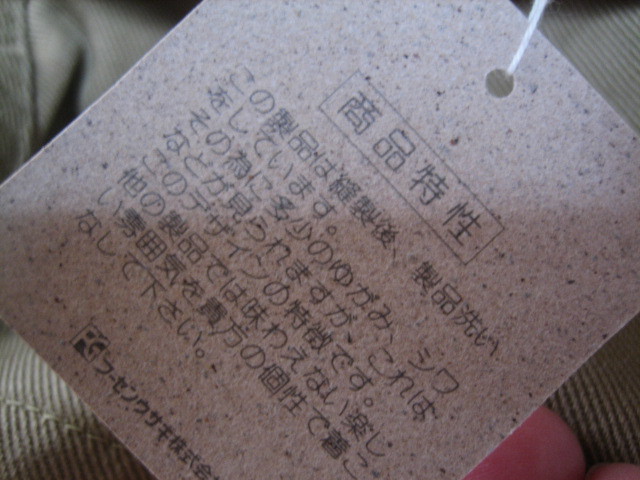 商品特性
この製品は縫製後、製品洗い
をしています。
その為に多少のゆがみ、シワ
などが見られますが、これは
このデザインの特徴です。
他の製品では味わえない楽し
い雰囲気を貴方の個性で着こ
なして下さい。
フーセンウサギ株式会